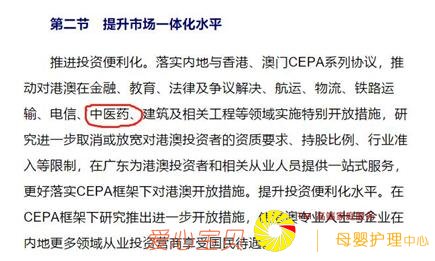 第二节 提升市场一体化水平
推进投资便利化。落实内地与香港、澳门CEPA系列协议，推
动对港澳在金融、教育、法律及争议解决、航运、物流、铁路运
输、电信、中医药、建筑及相关工程等领域实施特别开放措施，研
究进一步取消或放宽对港澳投资者的资质要求、持股比例、行业准
入等限制，在广东为港澳投资者和相关从业人员提供一站式服务，
更好落实CEPA框架下对港澳开放措施。提升投资便利化水平。在
CEPA框架下研究推出进一步开放措施，港澳专业人士与企业在
内地更多领域从业投资营商享受国民待遇。
爱心宝贝
母婴护理中心